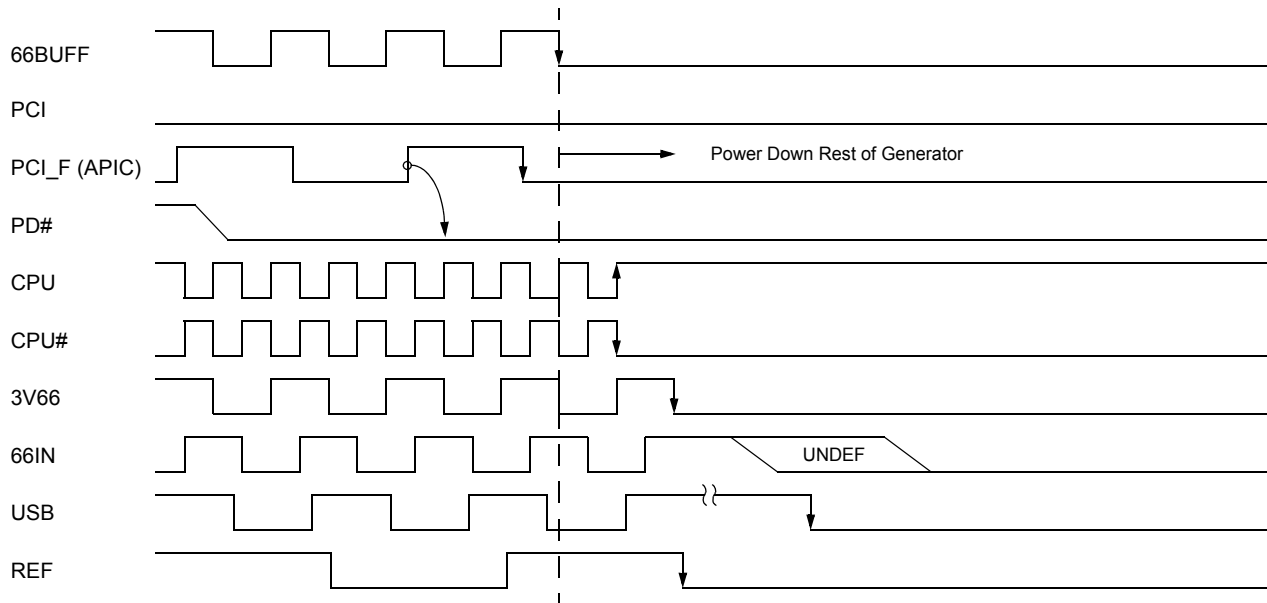 66BUFF
PCI
PCI_F (APIC)
Power Down Rest of Generator
PD#
CPU
CPU#
3V66
66IN
UNDEF
USB
REF